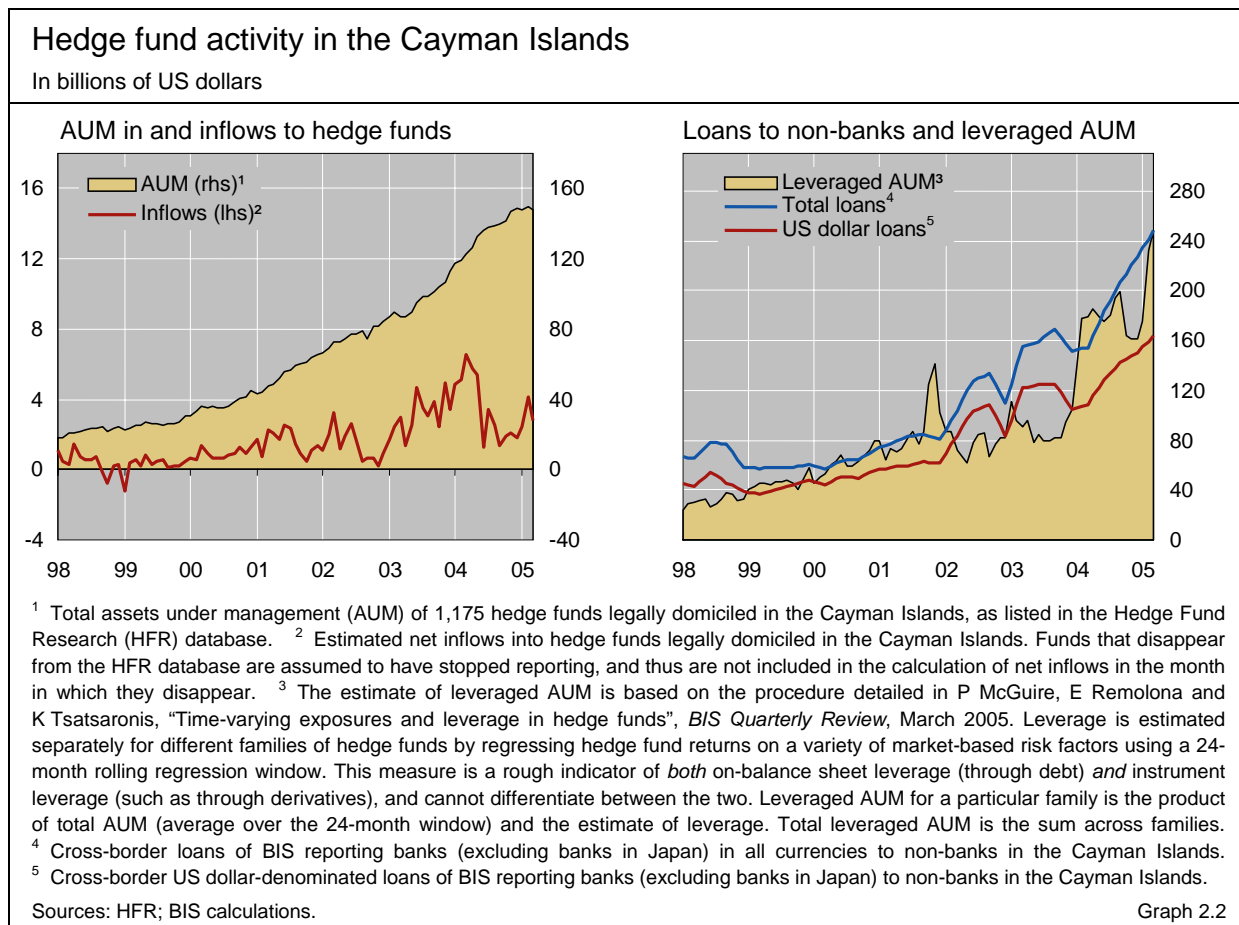 Hedge fund activity in the Cayman Islands
In billions of US dollars
AUM in and inflows to hedge funds
AUM (rhs)¹
Inflows (lhs)²
16
12
8
4
0
-4
160
120
80
40
0
-40
98 99 00 01 02 03 04 05
Loans to non-banks and leveraged AUM
Leveraged AUM³
Total loans⁴
US dollar loans⁵
280
240
200
160
120
80
40
0
98 99 00 01 02 03 04 05
¹ Total assets under management (AUM) of 1,175 hedge funds legally domiciled in the Cayman Islands, as listed in the Hedge Fund
Research (HFR) database. ² Estimated net inflows into hedge funds legally domiciled in the Cayman Islands. Funds that disappear
from the HFR database are assumed to have stopped reporting, and thus are not included in the calculation of net inflows in the month
in which they disappear. ³ The estimate of leveraged AUM is based on the procedure detailed in P McGuire, E Remolona and
K Tsatsaronis, “Time-varying exposures and leverage in hedge funds”, BIS Quarterly Review, March 2005. Leverage is estimated
separately for different families of hedge funds by regressing hedge fund returns on a variety of market-based risk factors using a 24-
month rolling regression window. This measure is a rough indicator of both on-balance sheet leverage (through debt) and instrument
leverage (such as through derivatives), and cannot differentiate between the two. Leveraged AUM for a particular family is the product
of total AUM (average over the 24-month window) and the estimate of leverage. Total leveraged AUM is the sum across families.
⁴ Cross-border loans of BIS reporting banks (excluding banks in Japan) in all currencies to non-banks in the Cayman Islands.
⁵ Cross-border US dollar-denominated loans of BIS reporting banks (excluding banks in Japan) to non-banks in the Cayman Islands.
Sources: HFR; BIS calculations.
Graph 2.2